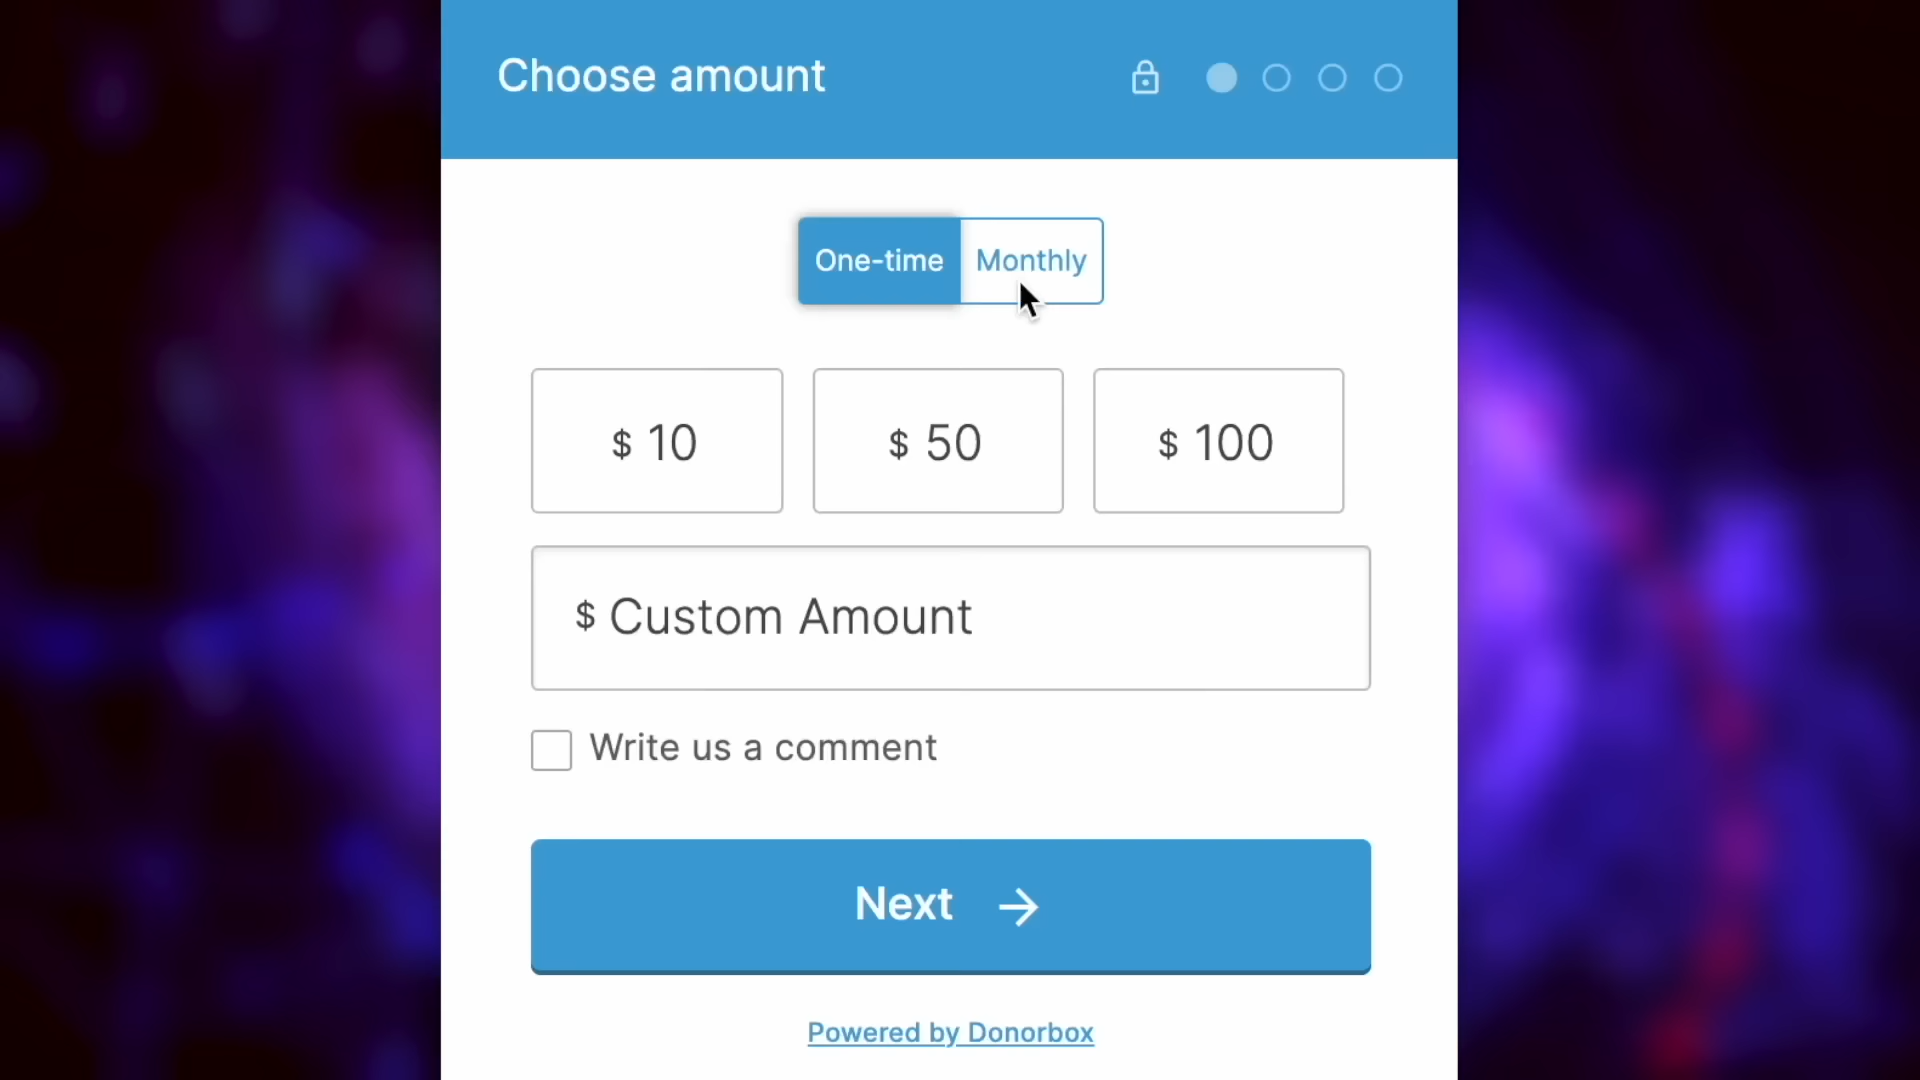 Choose amount
One-time Monthly
$ 10 $ 50 $ 100
$ Custom Amount
Write us a comment
Next →
Powered by Donorbox